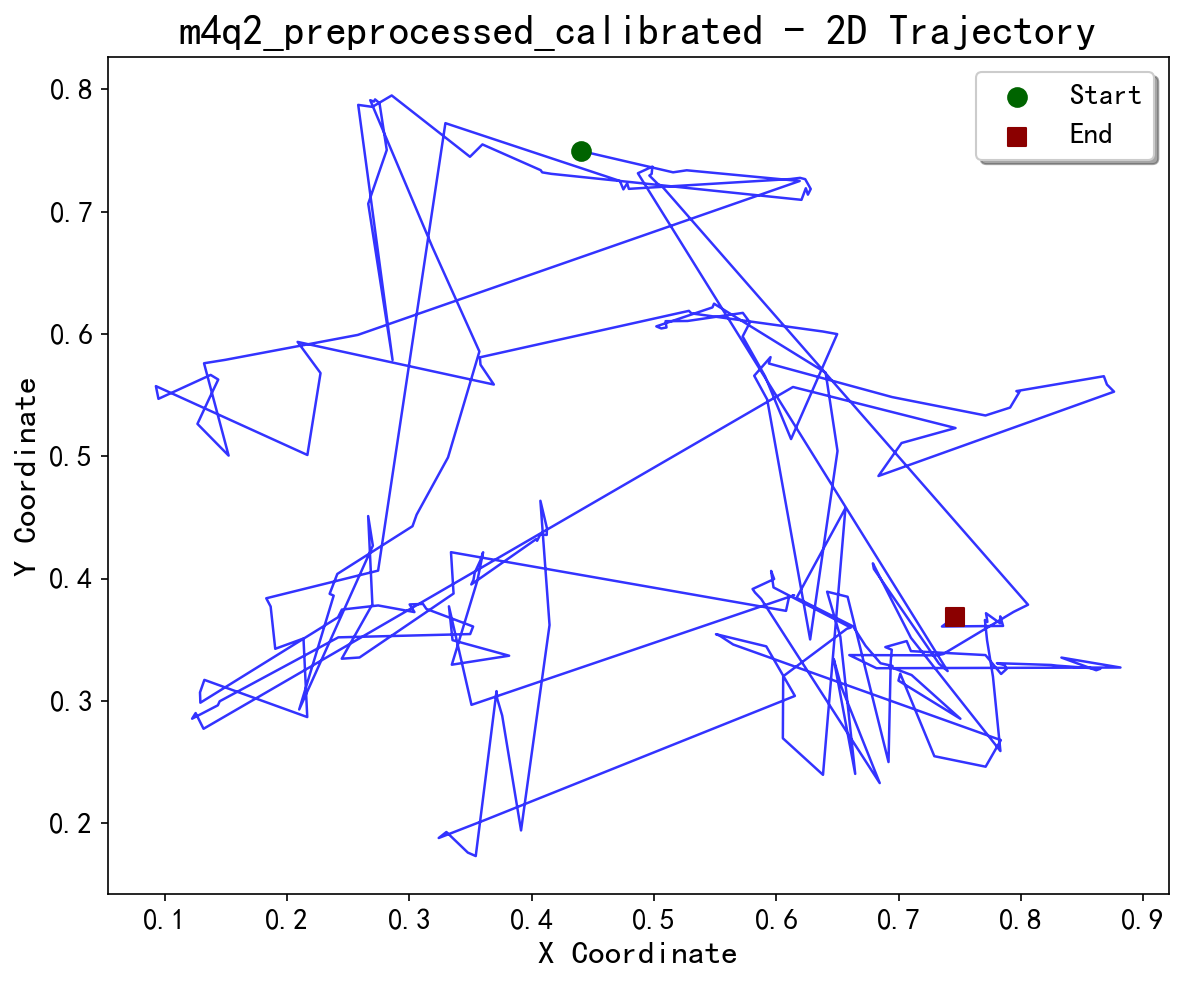 m4q2_preprocessed_calibrated - 2D Trajectory
Start
End
0.8
0.7
0.6
0.5
0.4
0.3
0.2
Y Coordinate
0.1 0.2 0.3 0.4 0.5 0.6 0.7 0.8 0.9
X Coordinate